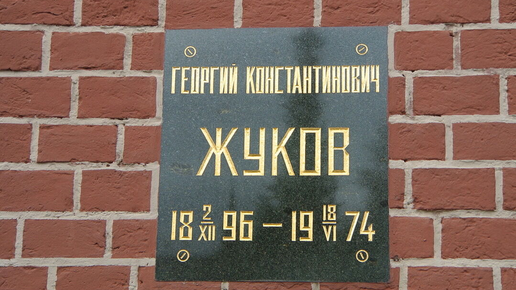 ГЕОРГИЙ КОНСТАНТИНОВИЧ
ЖУКОВ
18 2/XII 96 – 19 18/VI 74